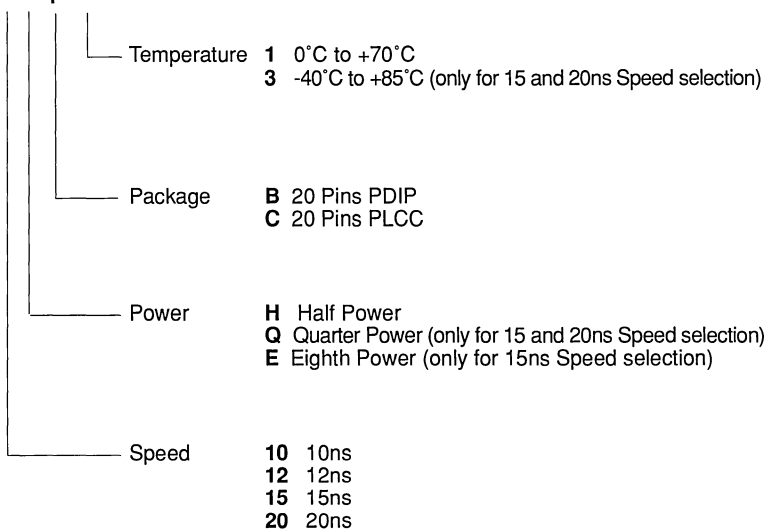 Temperature 1 0°C to +70°C
3 -40°C to +85°C (only for 15 and 20ns Speed selection)
Package B 20 Pins PDIP
C 20 Pins PLCC
Power H Half Power
Q Quarter Power (only for 15 and 20ns Speed selection)
E Eighth Power (only for 15ns Speed selection)
Speed 10 10ns
12 12ns
15 15ns
20 20ns